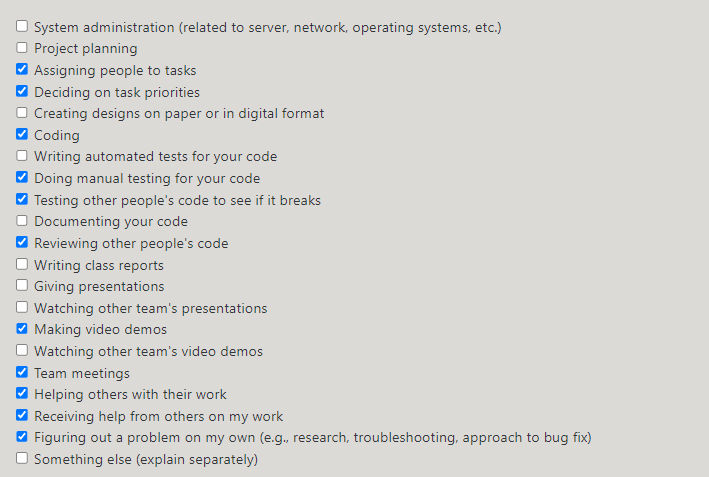 System administration (related to server, network, operating systems, etc.)
Project planning
Assigning people to tasks
Deciding on task priorities
Creating designs on paper or in digital format
Coding
Writing automated tests for your code
Doing manual testing for your code
Testing other people's code to see if it breaks
Documenting your code
Reviewing other people's code
Writing class reports
Giving presentations
Watching other team's presentations
Making video demos
Watching other team's video demos
Team meetings
Helping others with their work
Receiving help from others on my work
Figuring out a problem on my own (e.g., research, troubleshooting, approach to bug fix)
Something else (explain separately)